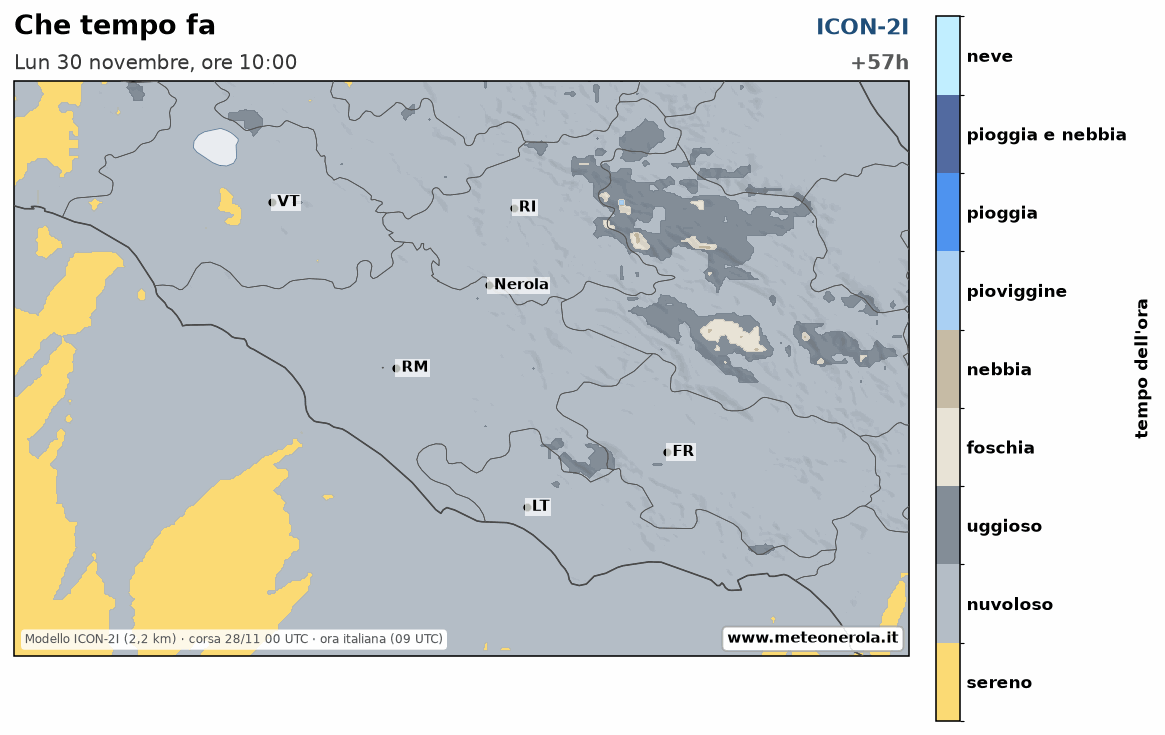 Che tempo fa
ICON-2I
Lun 30 novembre, ore 10:00
+57h
VT
RI
Nerola
RM
FR
LT
Modello ICON-2I (2,2 km) · corsa 28/11 00 UTC · ora italiana (09 UTC)
www.meteonerola.it
neve
pioggia e nebbia
pioggia
pioviggine
nebbia
foschia
uggioso
nuvoloso
sereno
tempo dell'ora